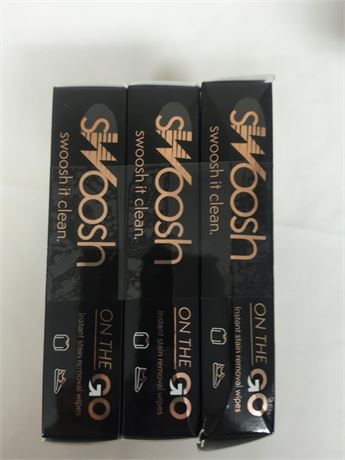 swoosh
swoosh it clean.
ON THE GO
Instant stain removal wipes
swoosh
swoosh it clean.
ON THE GO
Instant stain removal wipes
swoosh
swoosh it clean.
ON THE GO
Instant stain removal wipes